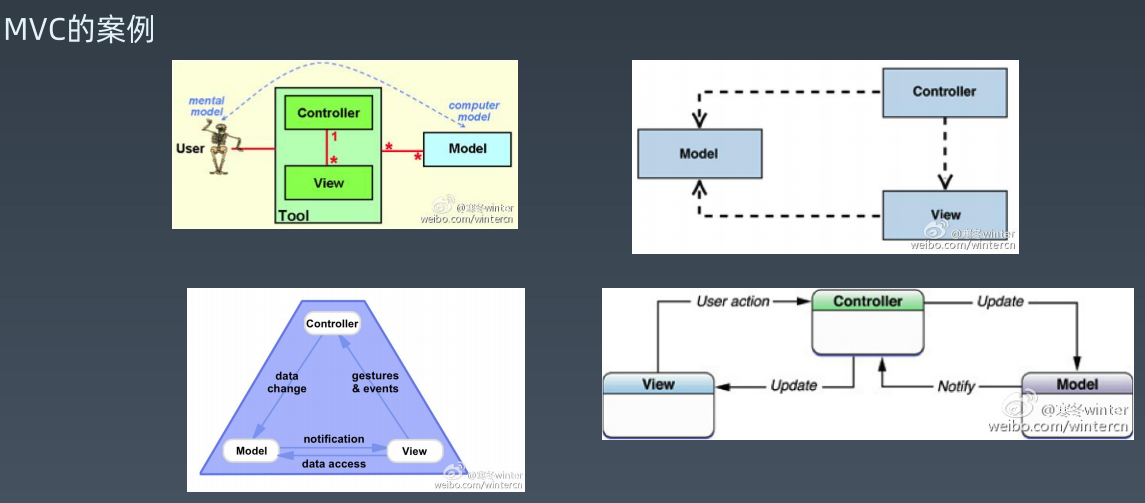 MVC的案例
mental
model
computer
model
User
Controller
1
*
View
Tool
*
*
Model
@寒冬winter
weibo.com/wintercn
Controller
Model
View
@寒冬winter
weibo.com/wintercn
Controller
data
change
gestures
& events
notification
Model
View
data access
@寒冬winter
weibo.com/wintercn
User action
Controller
Update
View
Update
Notify
Model
@寒冬winter
weibo.com/wintercn